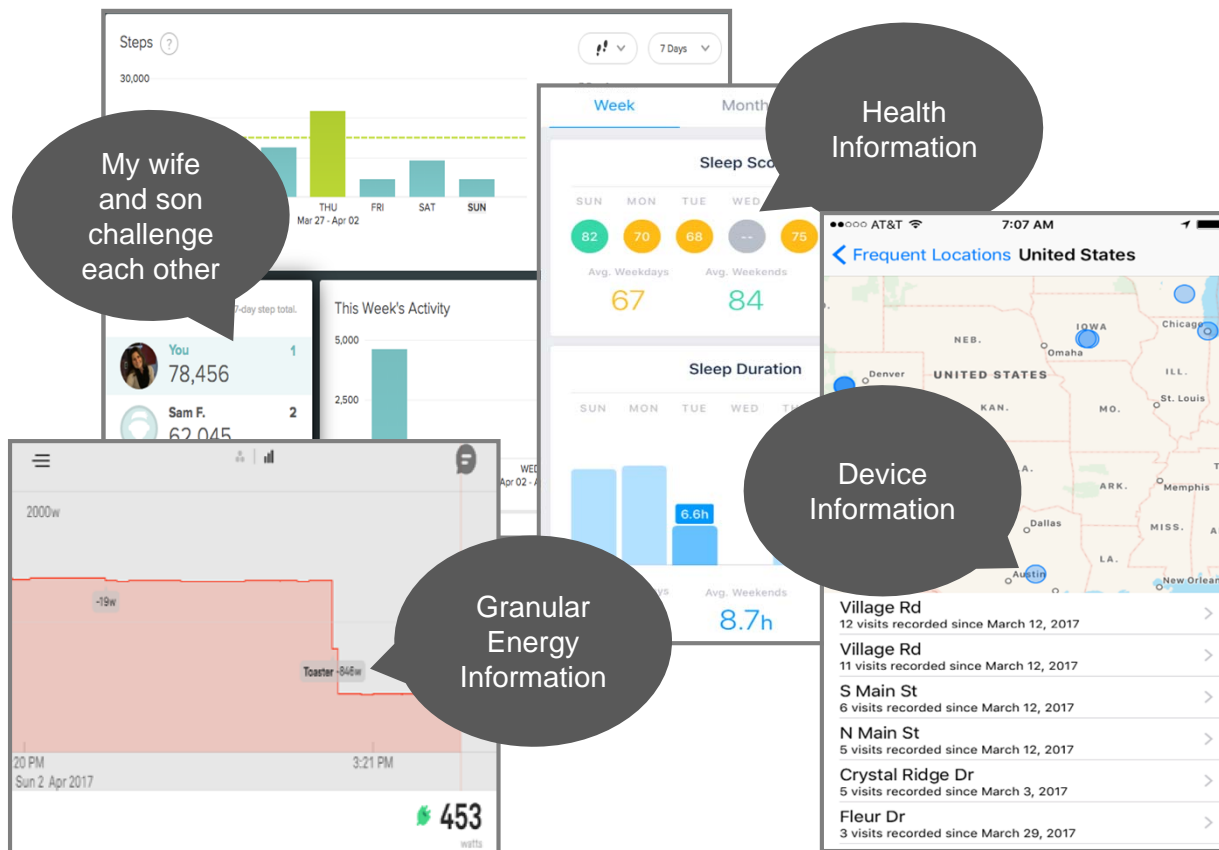 Steps ?
7 Days
30,000
THU
FRI
SAT
SUN
Mar 27 - Apr 02
My wife
and son
challenge
each other
7-day step total.
You
1
78,456
Sam F.
2
62,045
This Week's Activity
5,000
2,500
WED
Apr 02 -
Week
Month
Sleep Sco
SUN MON TUE WED
82 70 68 -- 75
Avg. Weekdays
Avg. Weekends
67
84
Sleep Duration
SUN MON TUE WED
6.6h
Avg. Weekends
8.7h
Health
Information
AT&T
7:07 AM
Frequent Locations
United States
NEB.
IOWA
Chicago
Omaha
Denver
UNITED STATES
ILL.
KAN.
MO.
St. Louis
ARK.
Memphis
Dallas
MISS.
LA.
Austin
New Orlean
Device
Information
Village Rd
12 visits recorded since March 12, 2017
Village Rd
11 visits recorded since March 12, 2017
S Main St
6 visits recorded since March 12, 2017
N Main St
5 visits recorded since March 12, 2017
Crystal Ridge Dr
5 visits recorded since March 3, 2017
Fleur Dr
3 visits recorded since March 29, 2017
2000w
-19w
Toaster -846w
20 PM
3:21 PM
Sun 2 Apr 2017
453
watts
Granular
Energy
Information